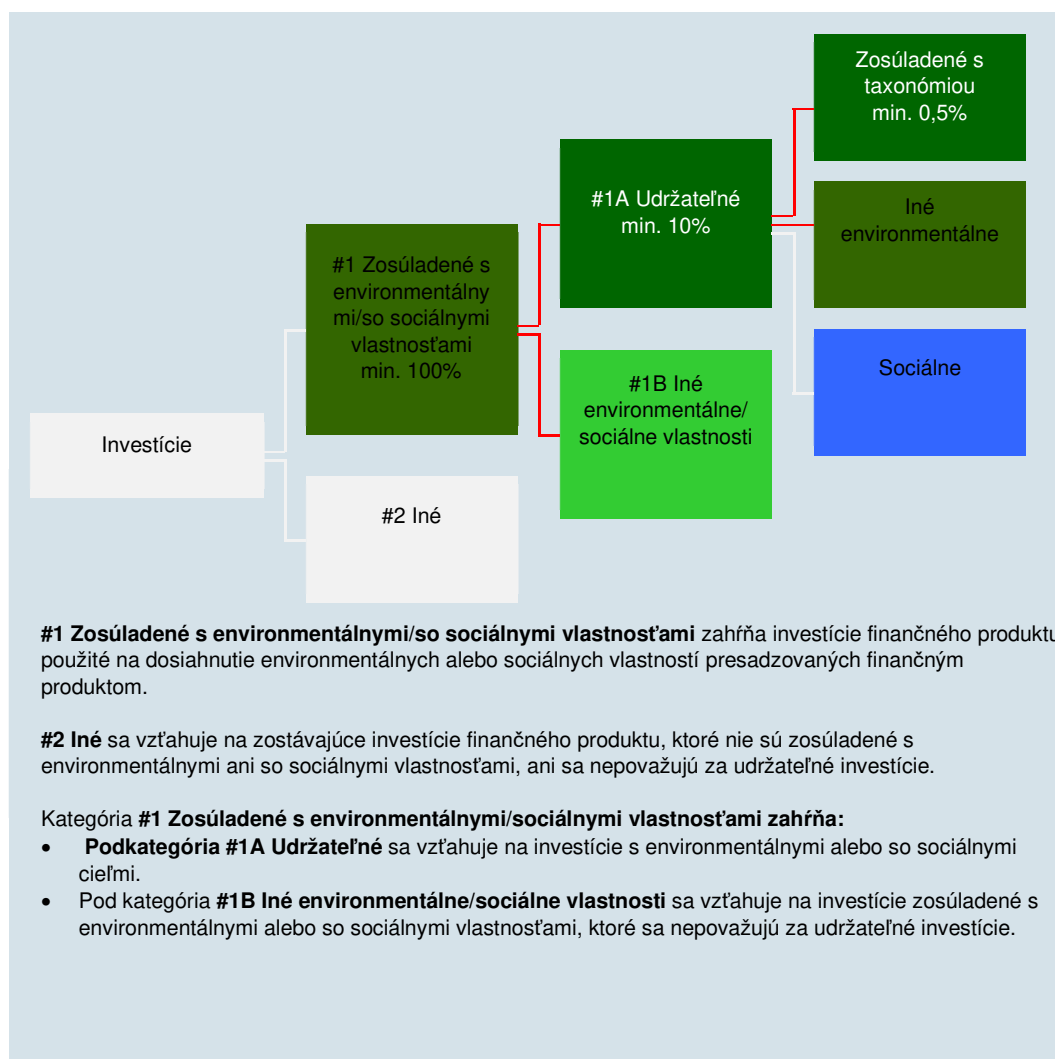 Zosúladené s
taxonómiou
min. 0,5%
#1A Udržateľné
min. 10%
Iné
environmentálne
#1 Zosúladené s
environmentálny
mi/so sociálnymi
vlastnosťami
min. 100%
Sociálne
#1B Iné
environmentálne/
sociálne vlastnosti
Investície
#2 Iné
#1 Zosúladené s environmentálnymi/so sociálnymi vlastnosťami zahŕňa investície finančného produktu
použité na dosiahnutie environmentálnych alebo sociálnych vlastností presadzovaných finančným
produktom.
#2 Iné sa vzťahuje na zostávajúce investície finančného produktu, ktoré nie sú zosúladené s
environmentálnymi ani so sociálnymi vlastnosťami, ani sa nepovažujú za udržateľné investície.
Kategória #1 Zosúladené s environmentálnymi/sociálnymi vlastnosťami zahŕňa:
• Podkategória #1A Udržateľné sa vzťahuje na investície s environmentálnymi alebo so sociálnymi
cieľmi.
• Pod kategória #1B Iné environmentálne/sociálne vlastnosti sa vzťahuje na investície zosúladené s
environmentálnymi alebo so sociálnymi vlastnosťami, ktoré sa nepovažujú za udržateľné investície.